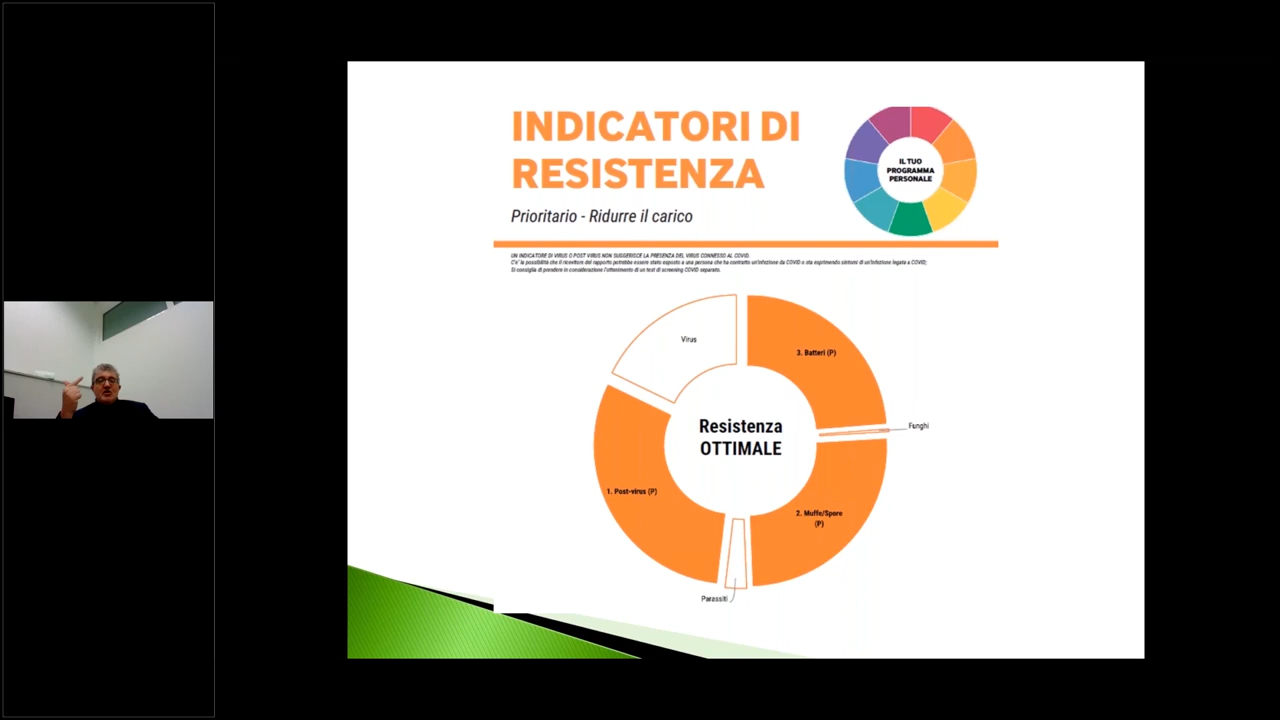 INDICATORI DI
RESISTENZA
IL TUO
PROGRAMMA
PERSONALE
Prioritario - Ridurre il carico
UN INDICATORE DI VIRUS O POST VIRUS NON SUGGERISCE LA PRESENZA DEL VIRUS CONNESSO AL COVID.
C'e' la possibilità che il ricevitore del rapporto potrebbe essere stato esposto a una persona che ha contratto un'infezione da COVID o sta esprimendo sintomi di un'infezione legata a COVID;
Si consiglia di prendere in considerazione l'ottenimento di un test di screening COVID separato.
Virus
3. Batteri (P)
Funghi
Resistenza
OTTIMALE
1. Post-virus (P)
2. Muffe/Spore
(P)
Parassiti